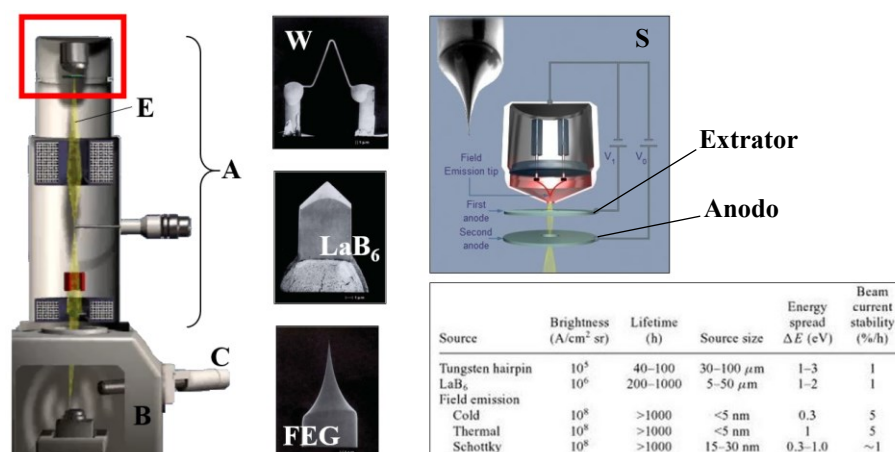 E
A
C
B
W
LaB6
FEG
S
Field
Emission tip
First
anode
Second
anode
V1
V0
Extrator
Anodo
Source Brightness (A/cm² sr) Lifetime (h) Source size Energy spread ΔE (eV) Beam current stability (%/h)
Tungsten hairpin 10⁵ 40–100 30–100 μm 1–3 1
LaB6 10⁶ 200–1000 5–50 μm 1–2 1
Field emission
Cold 10⁸ >1000 <5 nm 0.3 5
Thermal 10⁸ >1000 <5 nm 1 5
Schottky 10⁸ >1000 15–30 nm 0.3–1.0 ~1